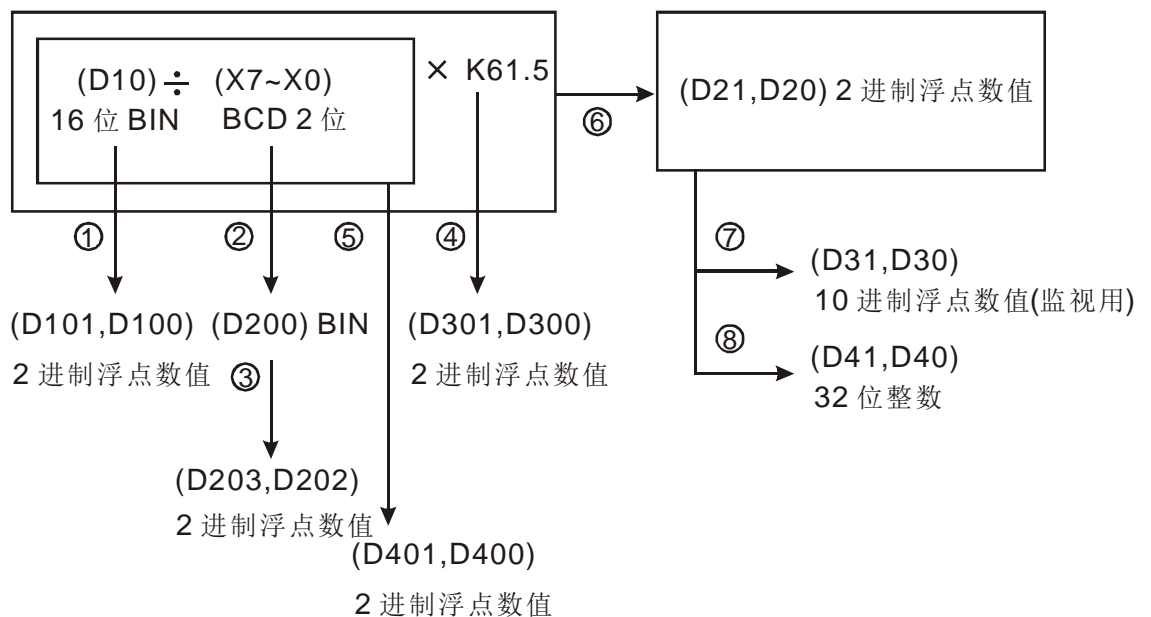 (D10) ÷ (X7~X0) × K61.5
16 位 BIN BCD 2 位
⑥
(D21,D20) 2 进制浮点数值
① ② ⑤ ④
(D101,D100) (D200) BIN (D301,D300)
2 进制浮点数值 ③ 2 进制浮点数值
(D203,D202)
2 进制浮点数值
(D401,D400)
2 进制浮点数值
⑦
(D31,D30)
10 进制浮点数值(监视用)
⑧
(D41,D40)
32 位整数